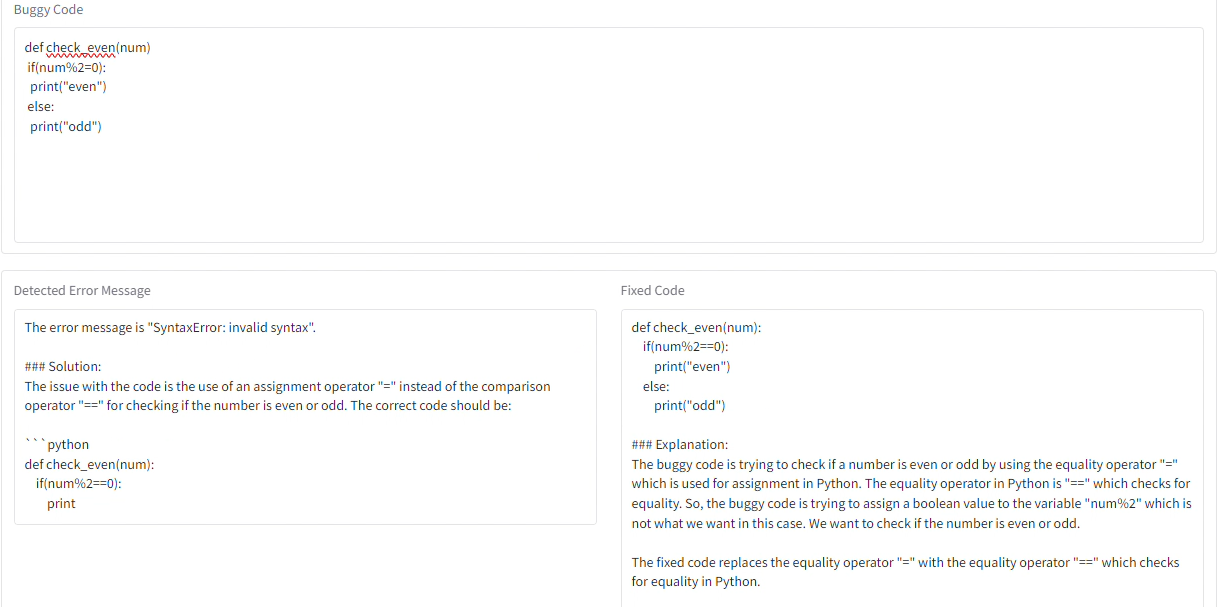 Buggy Code
def check_even(num)
if(num%2=0):
print("even")
else:
print("odd")
Detected Error Message
The error message is "SyntaxError: invalid syntax".
### Solution:
The issue with the code is the use of an assignment operator "=" instead of the comparison
operator "==" for checking if the number is even or odd. The correct code should be:
```python
def check_even(num):
if(num%2==0):
print
Fixed Code
def check_even(num):
if(num%2==0):
print("even")
else:
print("odd")
### Explanation:
The buggy code is trying to check if a number is even or odd by using the equality operator "="
which is used for assignment in Python. The equality operator in Python is "==" which checks for
equality. So, the buggy code is trying to assign a boolean value to the variable "num%2" which is
not what we want in this case. We want to check if the number is even or odd.
The fixed code replaces the equality operator "=" with the equality operator "==" which checks
for equality in Python.